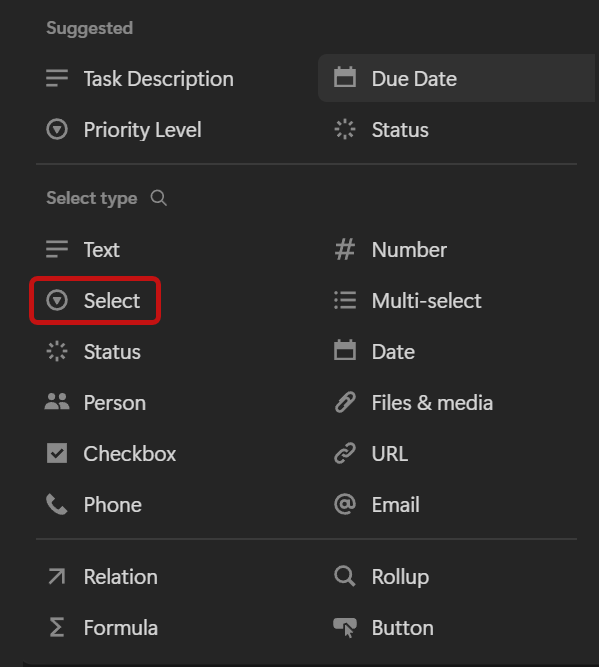 Suggested
Task Description
Due Date
Priority Level
Status
Select type
Text
Number
Select
Multi-select
Status
Date
Person
Files & media
Checkbox
URL
Phone
Email
Relation
Rollup
Formula
Button